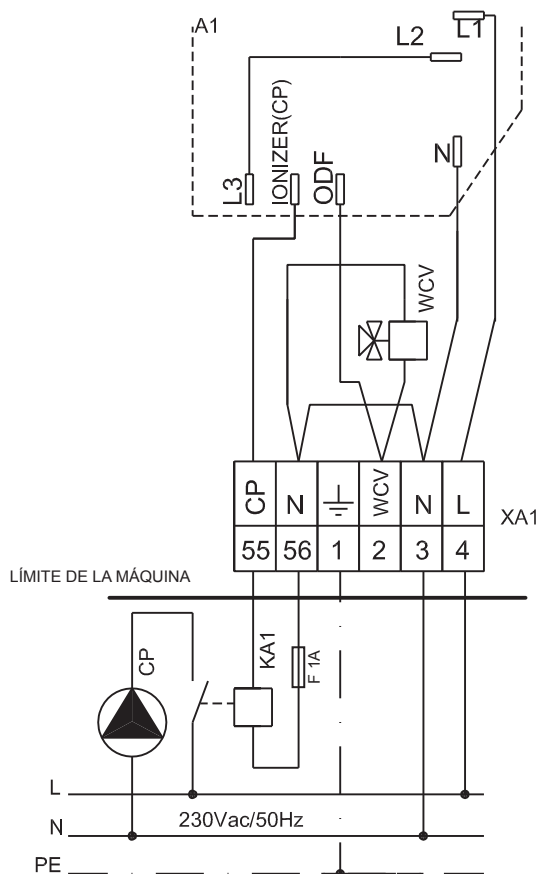 A1
L2
L1
N
L3
IONIZER(CP)
ODF
WCV
CP
N
WCV
N
L
XA1
55
56
1
2
3
4
LÍMITE DE LA MÁQUINA
CP
KA1
F 1A
L
N
230Vac/50Hz
PE